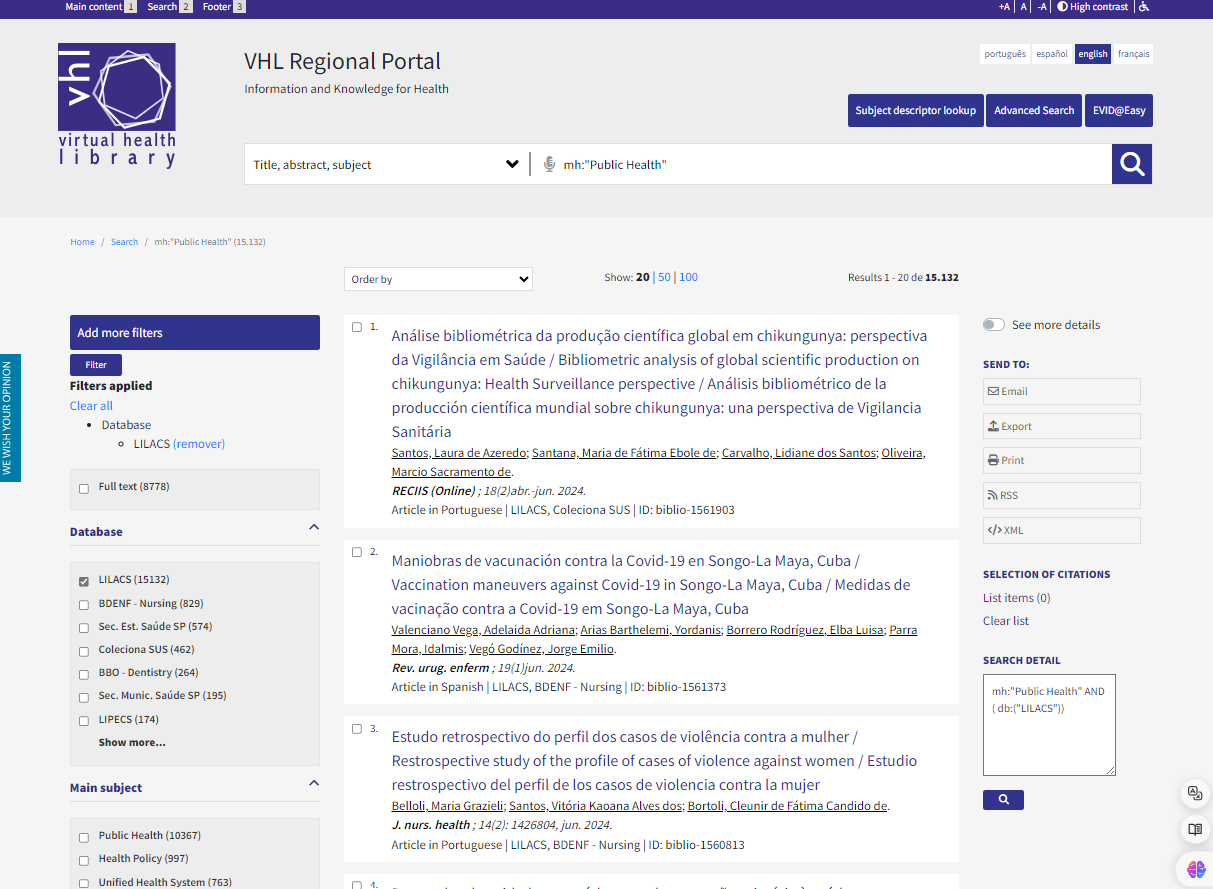 Main content 1 Search 2 Footer 3
+A | A | -A | High contrast |
vhl
virtual health
library
VHL Regional Portal
Information and Knowledge for Health
português español english français
Subject descriptor lookup Advanced Search EVID@Easy
Title, abstract, subject mh:"Public Health"
Home / Search / mh:"Public Health" (15.132)
Order by
Show: 20 | 50 | 100
Results 1 - 20 de 15.132
WE WISH YOUR OPINION
Add more filters
Filter
Filters applied
Clear all
Database
LILACS (remover)
Full text (8778)
Database
LILACS (15132)
BDENF - Nursing (829)
Sec. Est. Saúde SP (574)
Coleciona SUS (462)
BBO - Dentistry (264)
Sec. Munic. Saúde SP (195)
LIPECS (174)
Show more...
Main subject
Public Health (10367)
Health Policy (997)
Unified Health System (763)
1.
Análise bibliométrica da produção científica global em chikungunya: perspectiva
da Vigilância em Saúde / Bibliometric analysis of global scientific production on
chikungunya: Health Surveillance perspective / Análisis bibliométrico de la
producción científica mundial sobre chikungunya: una perspectiva de Vigilancia
Sanitária
Santos, Laura de Azeredo; Santana, Maria de Fátima Ebole de; Carvalho, Lidiane dos Santos; Oliveira,
Marcio Sacramento de.
RECIIS (Online) ; 18(2)abr.-jun. 2024.
Article in Portuguese | LILACS, Coleciona SUS | ID: biblio-1561903
2.
Maniobras de vacunación contra la Covid-19 en Songo-La Maya, Cuba /
Vaccination maneuvers against Covid-19 in Songo-La Maya, Cuba / Medidas de
vacinação contra a Covid-19 em Songo-La Maya, Cuba
Valenciano Vega, Adelaida Adriana; Arias Barthelemi, Yordanis; Borrero Rodríguez, Elba Luisa; Parra
Mora, Idalmis; Vegó Godínez, Jorge Emilio.
Rev. urug. enferm ; 19(1)jun. 2024.
Article in Spanish | LILACS, BDENF - Nursing | ID: biblio-1561373
3.
Estudo retrospectivo do perfil dos casos de violência contra a mulher /
Restrospective study of the profile of cases of violence against women / Estudio
restrospectivo del perfil de los casos de violencia contra la mujer
Belloli, Maria Grazieli; Santos, Vitória Kaoana Alves dos; Bortoli, Cleunir de Fátima Candido de.
J. nurs. health ; 14(2): 1426804, jun. 2024.
Article in Portuguese | LILACS, BDENF - Nursing | ID: biblio-1560813
4.
See more details
SEND TO:
Email
Export
Print
RSS
</> XML
SELECTION OF CITATIONS
List items (0)
Clear list
SEARCH DETAIL
mh:"Public Health" AND
( db:("LILACS"))